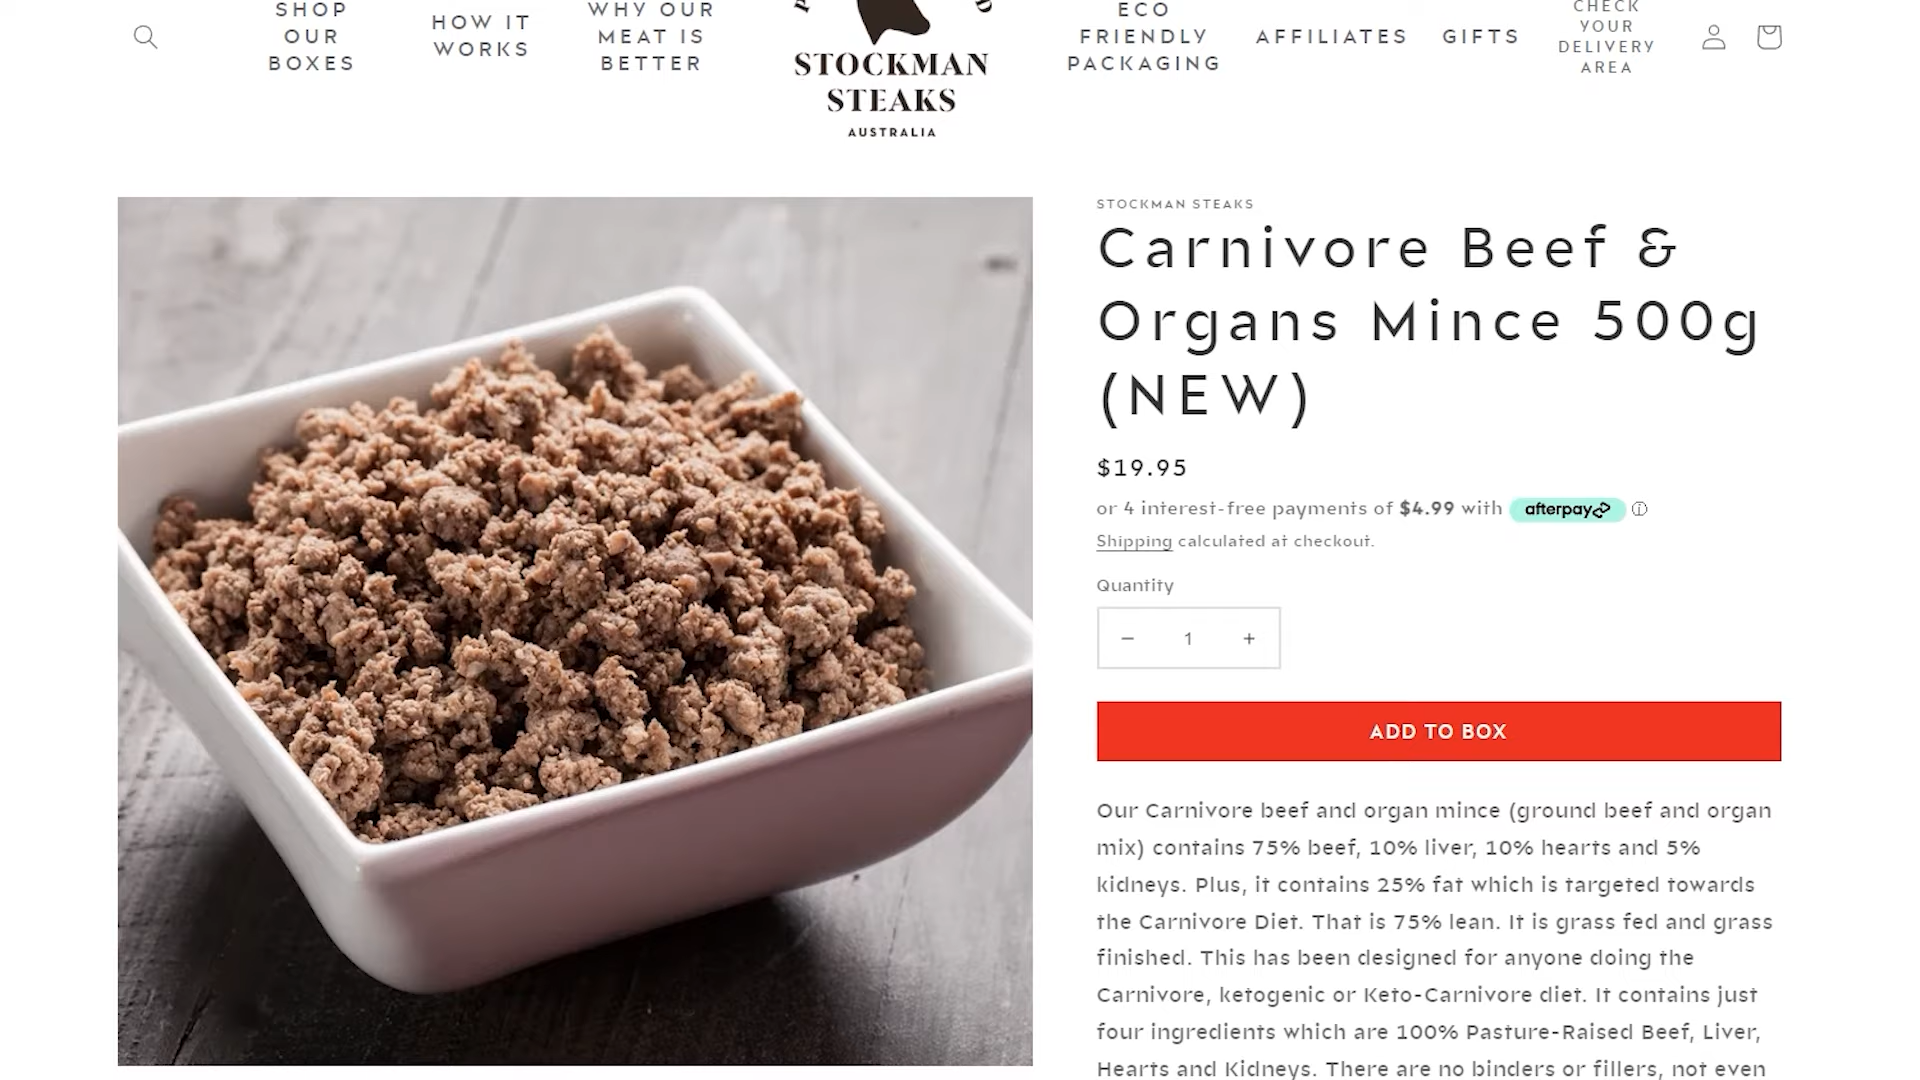 SHOP
OUR
BOXES
HOW IT
WORKS
WHY OUR
MEAT IS
BETTER
STOCKMAN
STEAKS
AUSTRALIA
ECO
FRIENDLY
PACKAGING
AFFILIATES
GIFTS
CHECK
YOUR
DELIVERY
AREA
STOCKMAN STEAKS
Carnivore Beef &
Organs Mince 500g
(NEW)
$19.95
or 4 interest-free payments of $4.99 with afterpay
Shipping calculated at checkout.
Quantity
− 1 +
ADD TO BOX
Our Carnivore beef and organ mince (ground beef and organ
mix) contains 75% beef, 10% liver, 10% hearts and 5%
kidneys. Plus, it contains 25% fat which is targeted towards
the Carnivore Diet. That is 75% lean. It is grass fed and grass
finished. This has been designed for anyone doing the
Carnivore, ketogenic or Keto-Carnivore diet. It contains just
four ingredients which are 100% Pasture-Raised Beef, Liver,
Hearts and Kidneys. There are no binders or fillers, not even